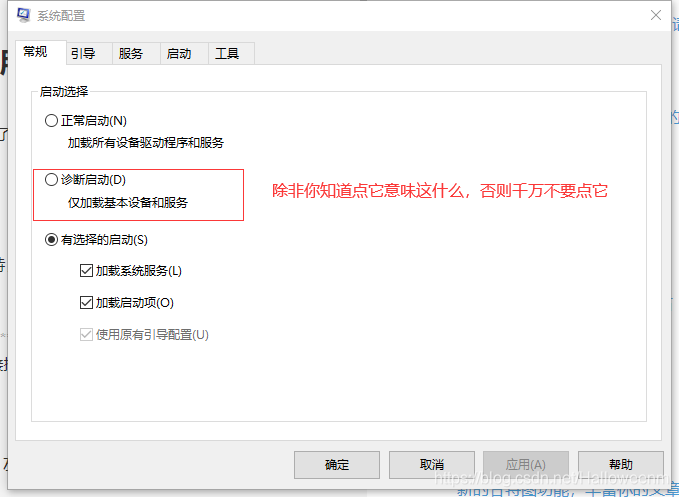 系统配置
常规 引导 服务 启动 工具
启动选择
正常启动(N)
加载所有设备驱动程序和服务
诊断启动(D)
仅加载基本设备和服务
除非你知道点它意味这什么，否则千万不要点它
有选择的启动(S)
加载系统服务(L)
加载启动项(O)
使用原有引导配置(U)
确定 取消 应用(A) 帮助
https://blog.csdn.net/Halloweenm